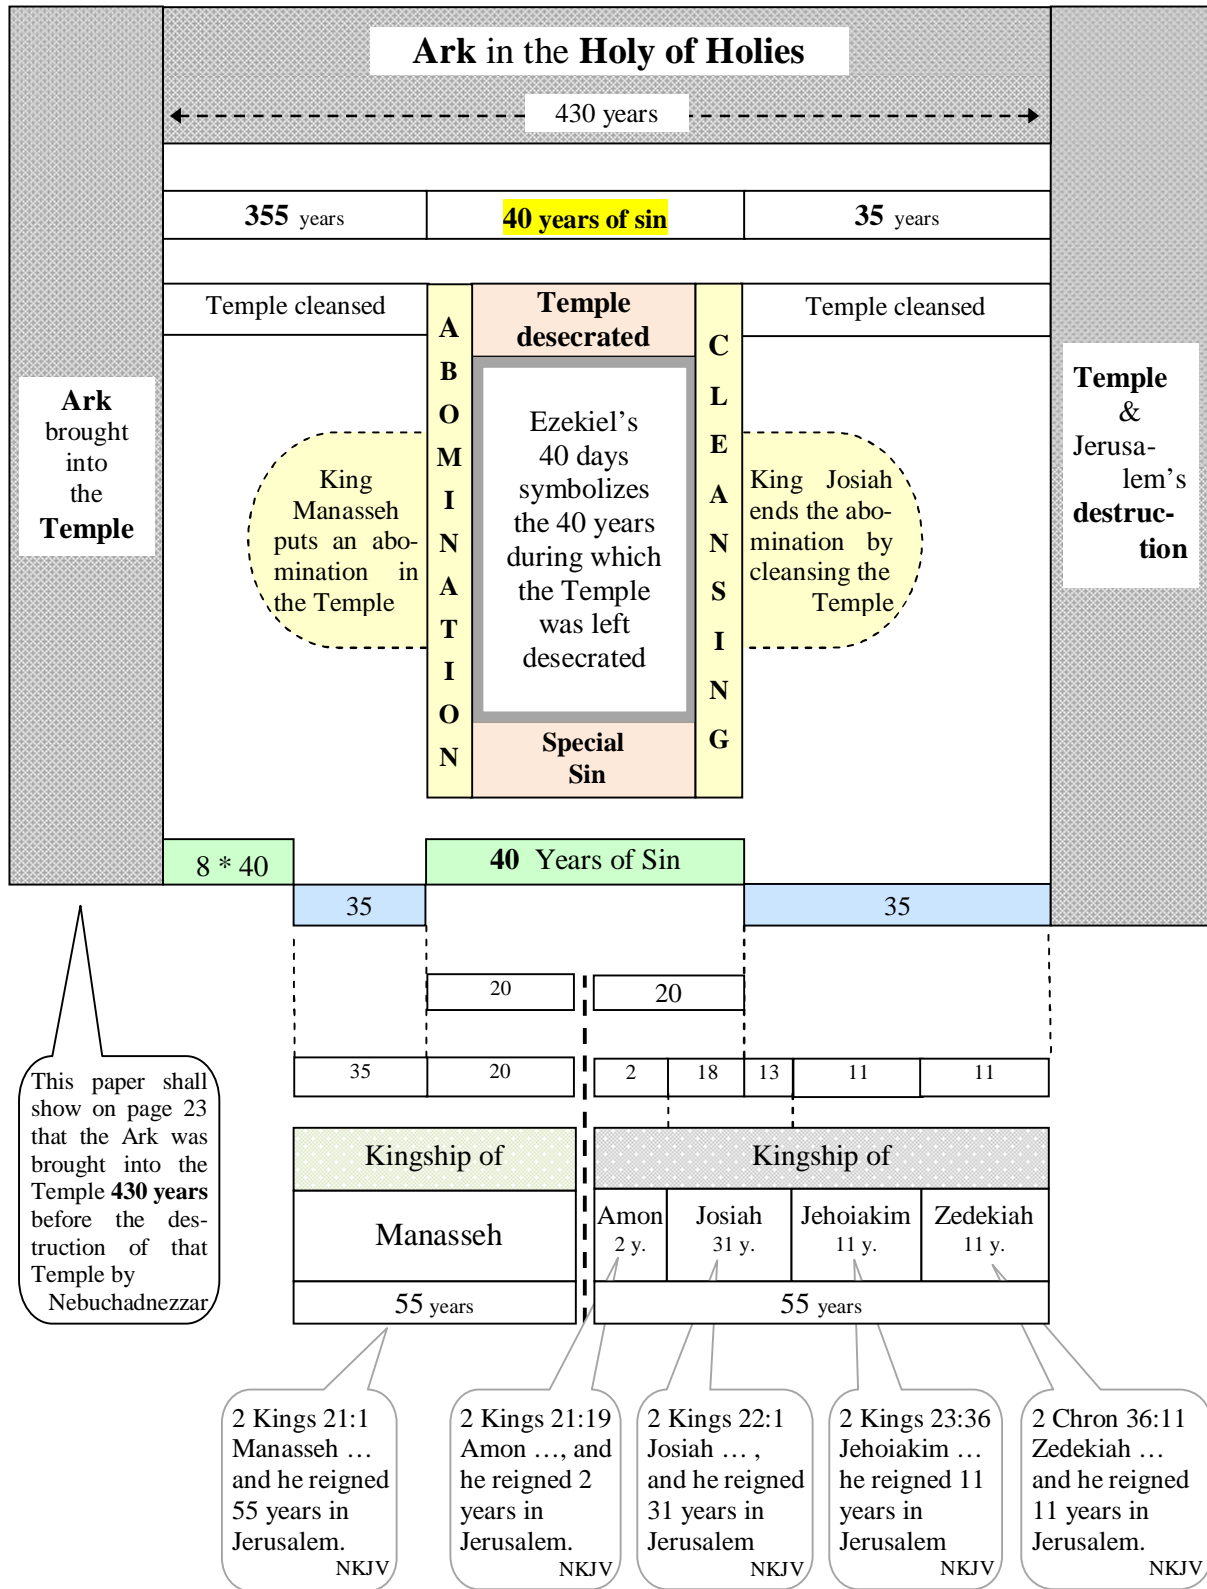 Ark in the Holy of Holies
430 years
355 years
40 years of sin
35 years
Temple cleansed
Temple
desecrated
Temple cleansed
Ark
brought
into
the
Temple
King
Manasseh
puts an abo-
mination in
the Temple
A
B
O
M
I
N
A
T
I
O
N
Ezekiel's
40 days
symbolizes
the 40 years
during which
the Temple
was left
desecrated
Special
Sin
C
L
E
A
N
S
I
N
G
King Josiah
ends the abo-
mination by
cleansing the
Temple
Temple
&
Jerusa-
lem's
destruc-
tion
8 * 40
40 Years of Sin
35
35
20
20
35
20
2
18
13
11
11
This paper shall
show on page 23
that the Ark was
brought into the
Temple 430 years
before the des-
truction of that
Temple by
Nebuchadnezzar
Kingship of
Manasseh
55 years
Kingship of
Amon
2 y.
Josiah
31 y.
Jehoiakim
11 y.
Zedekiah
11 y.
55 years
2 Kings 21:1
Manasseh …
and he reigned
55 years in
Jerusalem.
NKJV
2 Kings 21:19
Amon …, and
he reigned 2
years in
Jerusalem.
NKJV
2 Kings 22:1
Josiah … ,
and he reigned
31 years in
Jerusalem
NKJV
2 Kings 23:36
Jehoiakim …
he reigned 11
years in
Jerusalem
NKJV
2 Chron 36:11
Zedekiah …
and he reigned
11 years in
Jerusalem.
NKJV